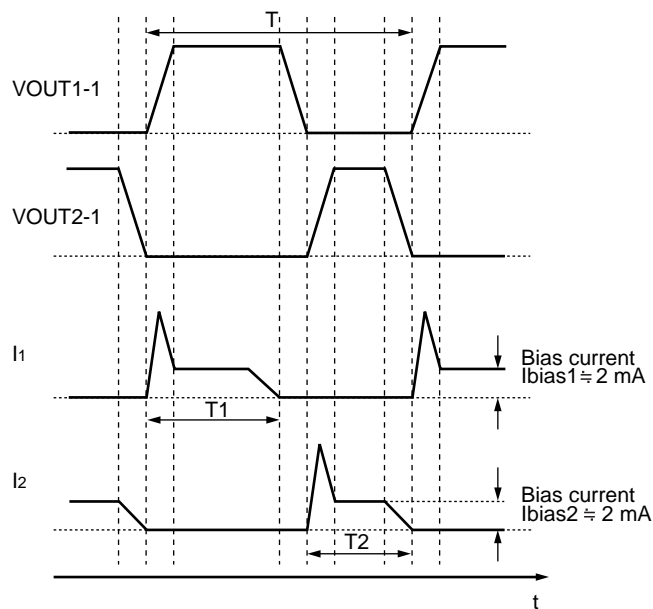 T
VOUT1-1
VOUT2-1
I1
Bias current
Ibias1≒2 mA
T1
I2
Bias current
Ibias2 ≒ 2 mA
T2
t